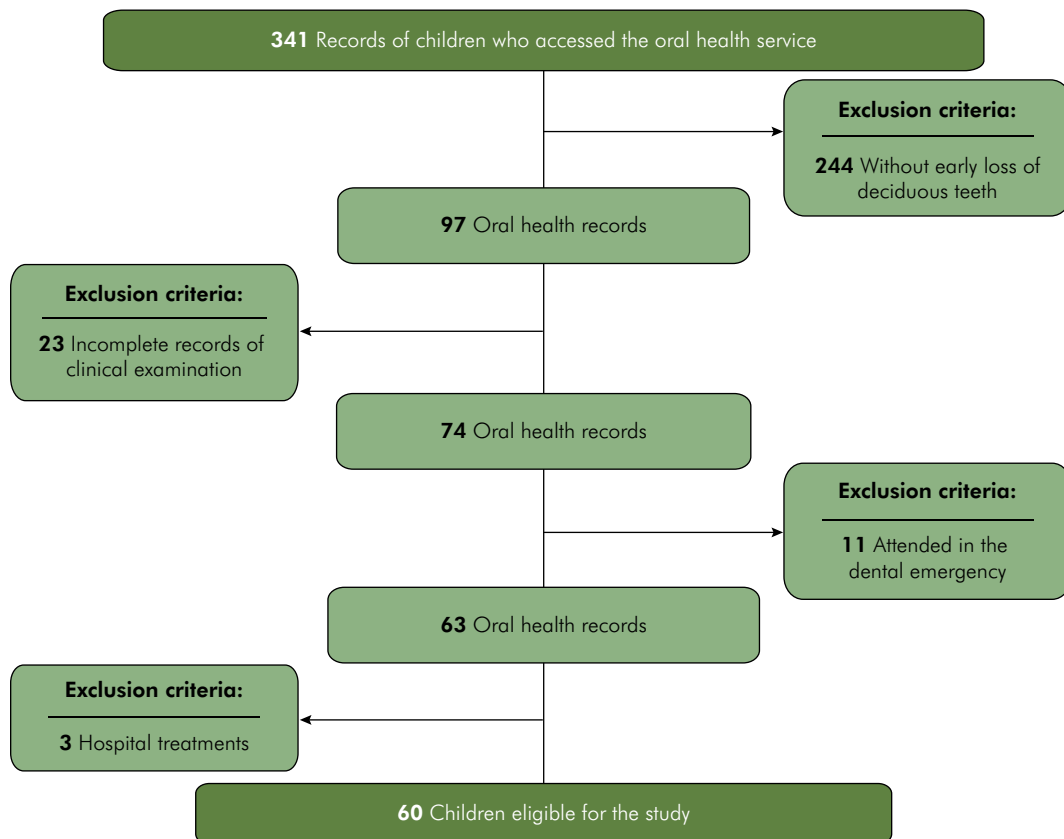 341 Records of children who accessed the oral health service
Exclusion criteria:
244 Without early loss of
deciduous teeth
97 Oral health records
Exclusion criteria:
23 Incomplete records of
clinical examination
74 Oral health records
Exclusion criteria:
11 Attended in the
dental emergency
63 Oral health records
Exclusion criteria:
3 Hospital treatments
60 Children eligible for the study